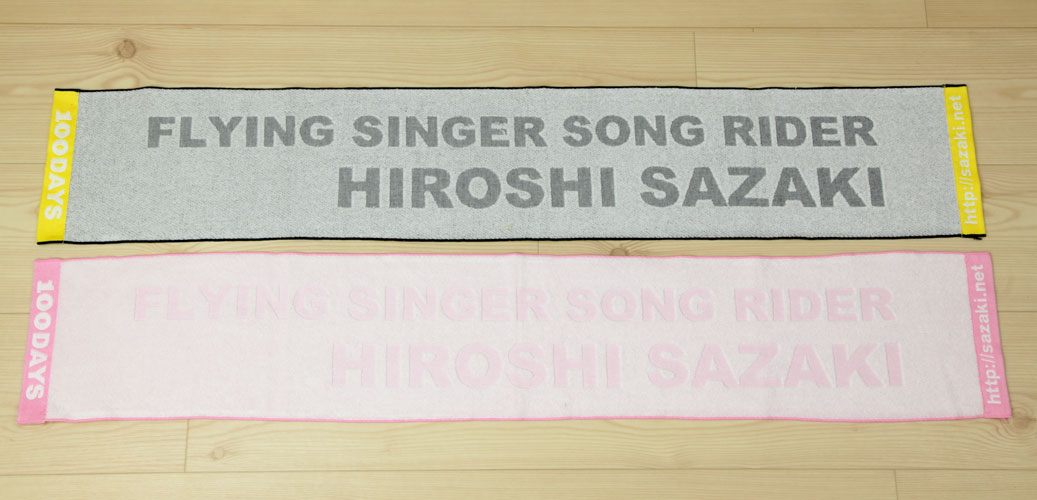 100DAYS
FLYING SINGER SONG RIDER
HIROSHI SAZAKI
http://sazaki.net
100DAYS
FLYING SINGER SONG RIDER
HIROSHI SAZAKI
http://sazaki.net